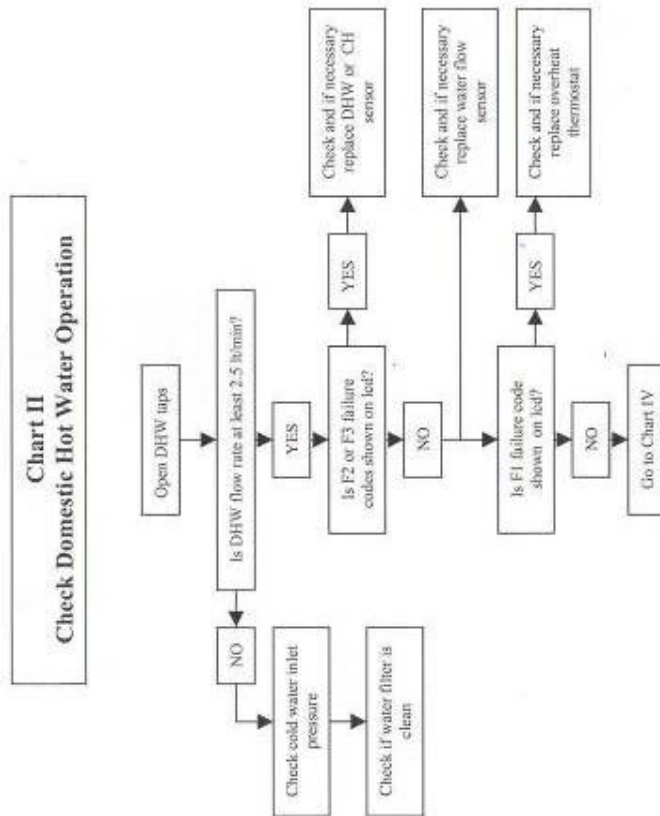 Chart II
Check Domestic Hot Water Operation
Open DHW taps
Is DHW flow rate at least 2.5 lt/min?
NO
Check cold water inlet
pressure
Check if water filter is
clean
YES
Is F2 or F3 failure
codes shown on lcd?
YES
Check and if necessary
replace DHW or CH
sensor
NO
Check and if necessary
replace water flow
sensor
Is F1 failure code
shown on lcd?
YES
Check and if necessary
replace overheat
thermostat
NO
Go to Chart IV